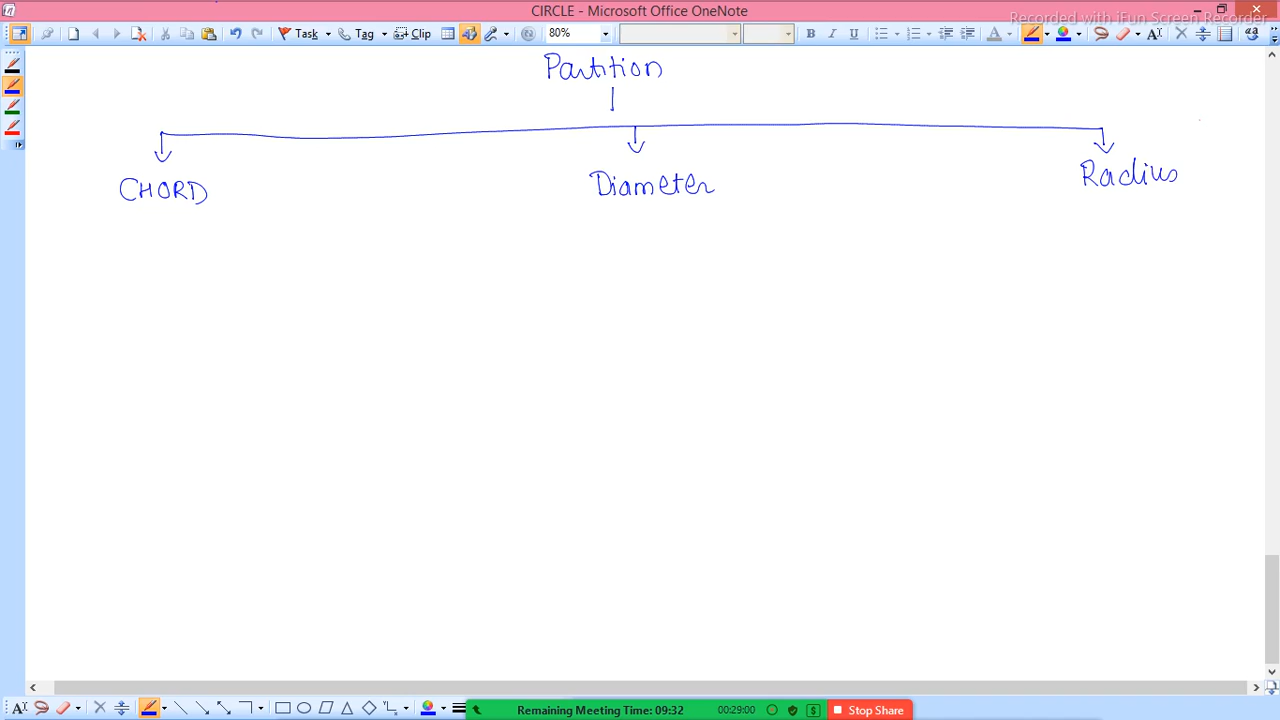 CIRCLE - Microsoft Office OneNote
Recorded with iFun Screen Recorder
Task Tag Clip 80% B I U
Partition
CHORD Diameter Radius
Remaining Meeting Time: 09:32 00:29:00 Stop Share